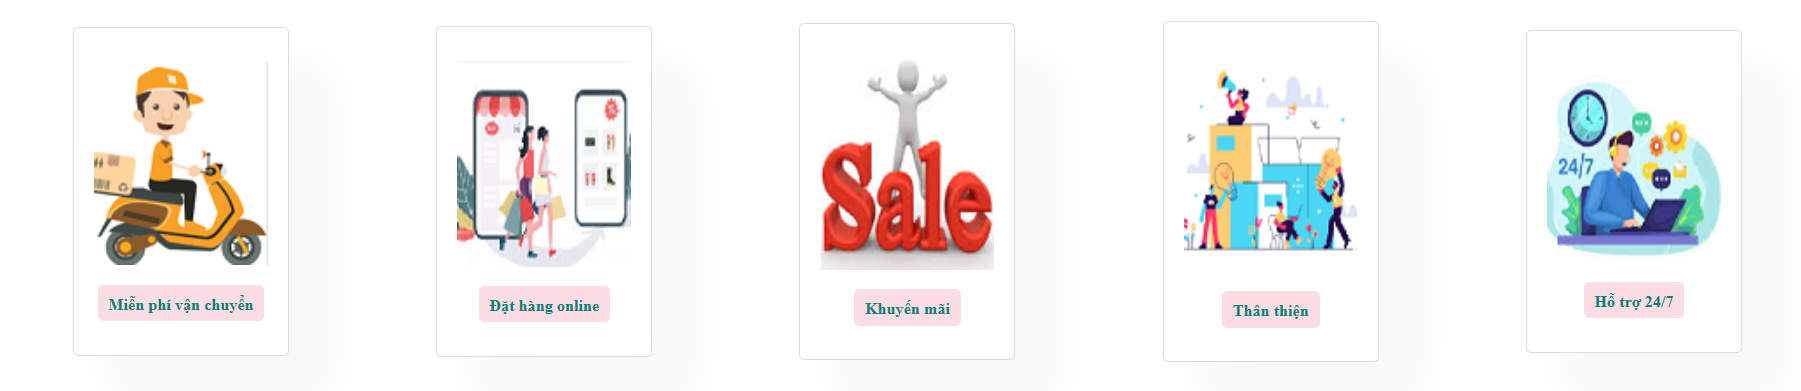 Sale
24/7
Miễn phí vận chuyển
Đặt hàng online
Khuyến mãi
Thân thiện
Hỗ trợ 24/7